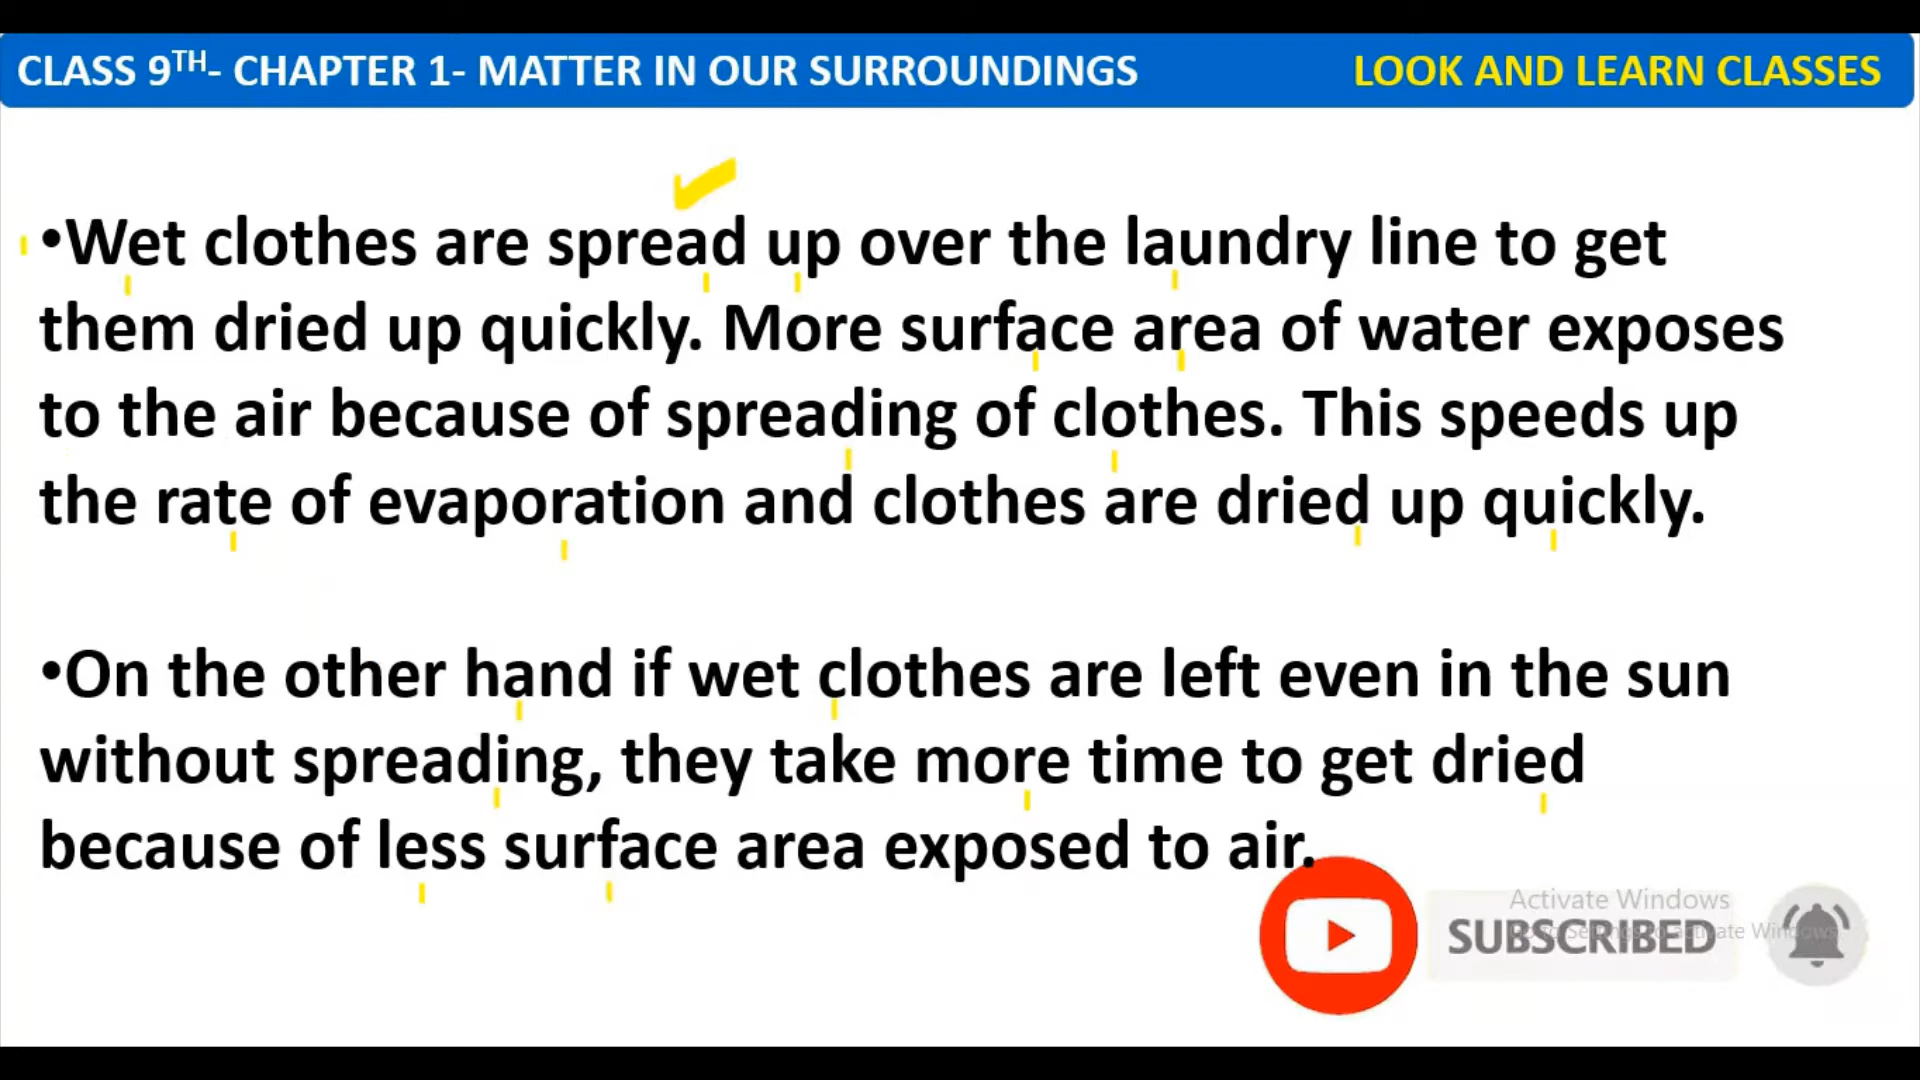 CLASS 9TH- CHAPTER 1- MATTER IN OUR SURROUNDINGS LOOK AND LEARN CLASSES
•Wet clothes are spread up over the laundry line to get
them dried up quickly. More surface area of water exposes
to the air because of spreading of clothes. This speeds up
the rate of evaporation and clothes are dried up quickly.
•On the other hand if wet clothes are left even in the sun
without spreading, they take more time to get dried
because of less surface area exposed to air.
Activate Windows
SUBSCRIBED